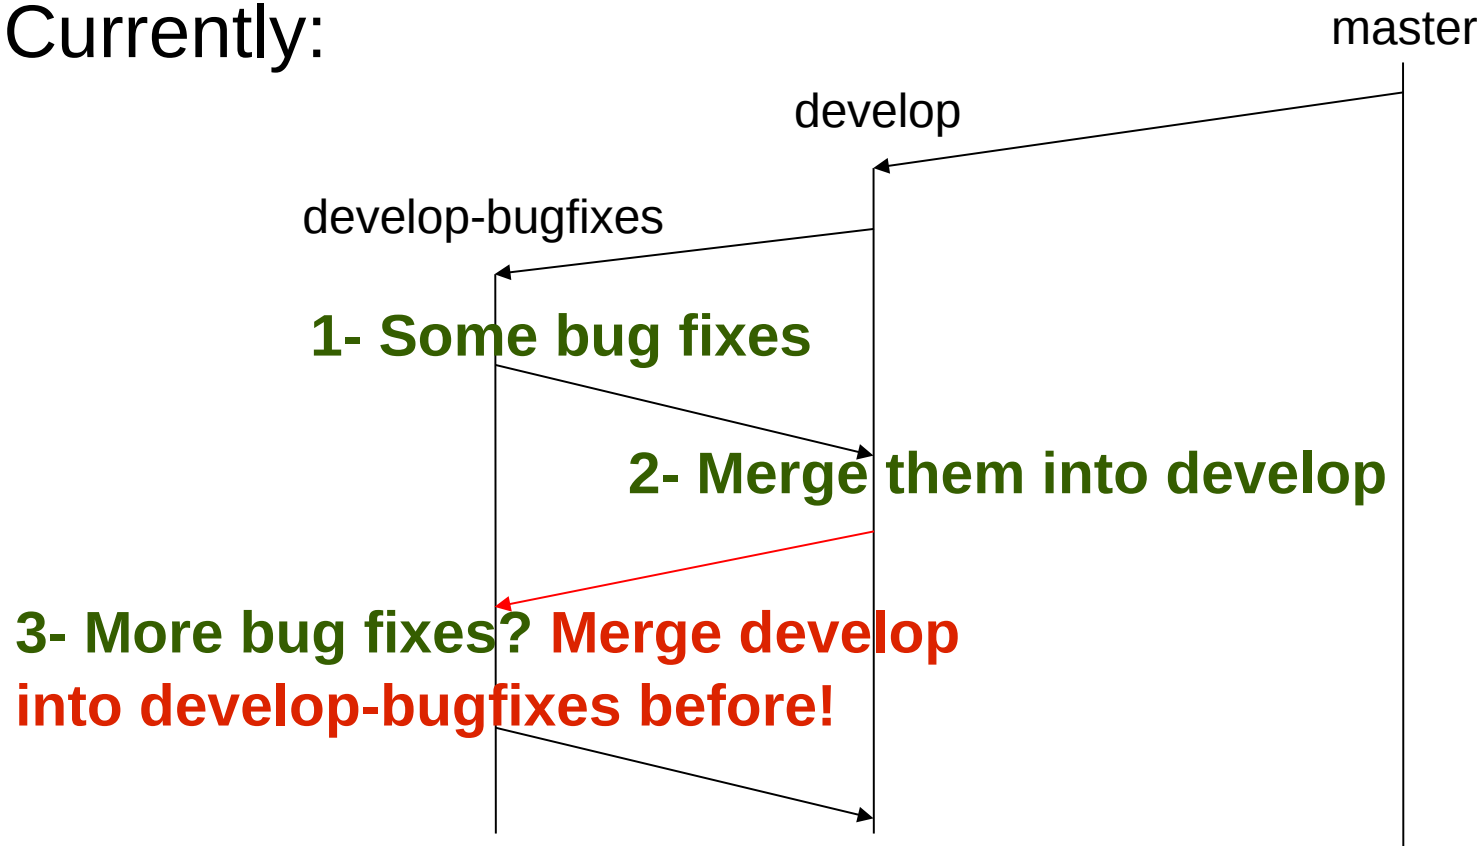 Currently:
master
develop
develop-bugfixes
1- Some bug fixes
2- Merge them into develop
3- More bug fixes? Merge develop
into develop-bugfixes before!